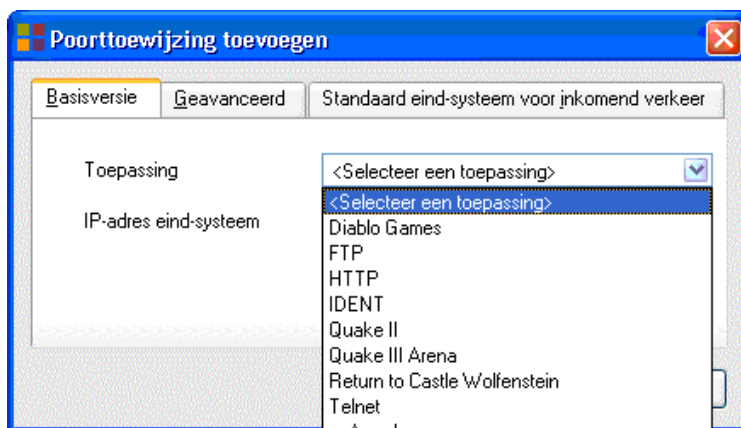 Poorttoewijzing toevoegen
Basisversie
Geavanceerd
Standaard eind-systeem voor inkomend verkeer
Toepassing
<Selecteer een toepassing>
IP-adres eind-systeem
<Selecteer een toepassing>
Diablo Games
FTP
HTTP
IDENT
Quake II
Quake III Arena
Return to Castle Wolfenstein
Telnet